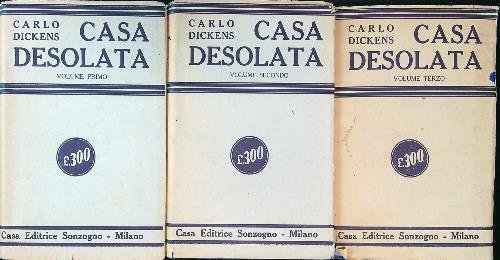 CARLO
DICKENS
CASA
DESOLATA
VOLUME PRIMO
£.300
Casa Editrice Sonzogno - Milano
CARLO
DICKENS
CASA
DESOLATA
VOLUME SECONDO
£.300
Casa Editrice Sonzogno - Milano
CARLO
DICKENS
CASA
DESOLATA
VOLUME TERZO
£.300
Casa Editrice Sonzogno - Milano